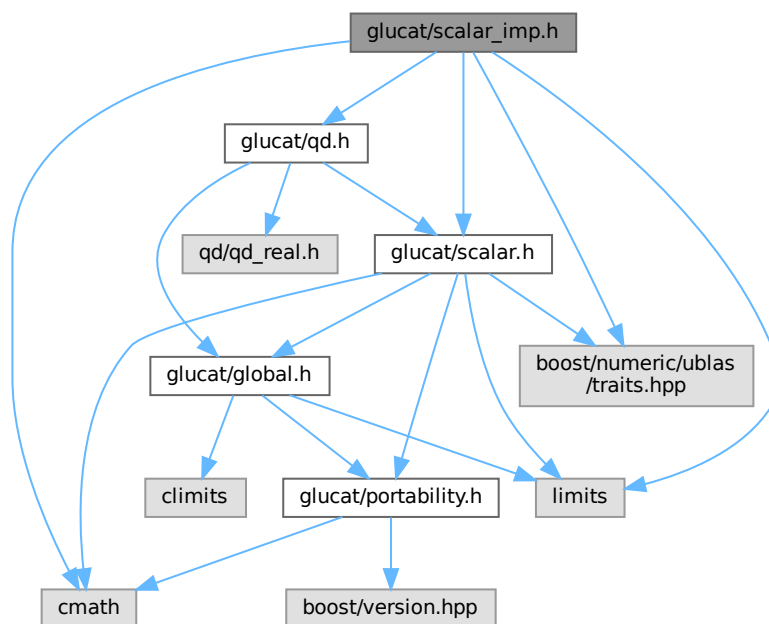 glucat/scalar_imp.h
glucat/qd.h
qd/qd_real.h
glucat/scalar.h
glucat/global.h
boost/numeric/ublas
/traits.hpp
climits
glucat/portability.h
limits
cmath
boost/version.hpp